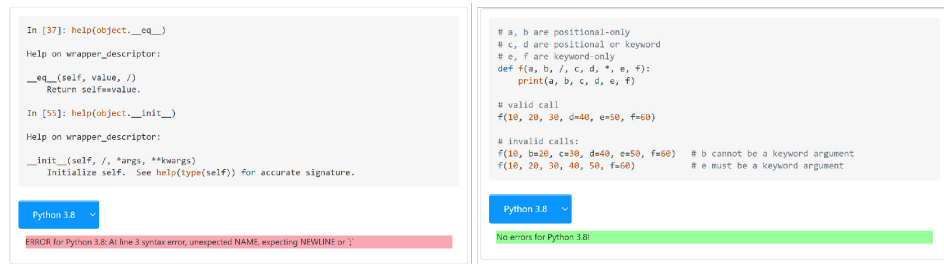 In [37]: help(object.__eq__)
Help on wrapper_descriptor:
__eq__(self, value, /)
    Return self==value.
In [55]: help(object.__init__)
Help on wrapper_descriptor:
__init__(self, /, *args, **kwargs)
    Initialize self.  See help(type(self)) for accurate signature.
Python 3.8
ERROR for Python 3.8: At line 3 syntax error, unexpected NAME, expecting NEWLINE or ';'
# a, b are positional-only
# c, d are positional or keyword
# e, f are keyword-only
def f(a, b, /, c, d, *, e, f):
    print(a, b, c, d, e, f)
# valid call
f(10, 20, 30, d=40, e=50, f=60)
# invalid calls:
f(10, b=20, c=30, d=40, e=50, f=60)   # b cannot be a keyword argument
f(10, 20, 30, 40, 50, f=60)           # e must be a keyword argument
Python 3.8
No errors for Python 3.8!